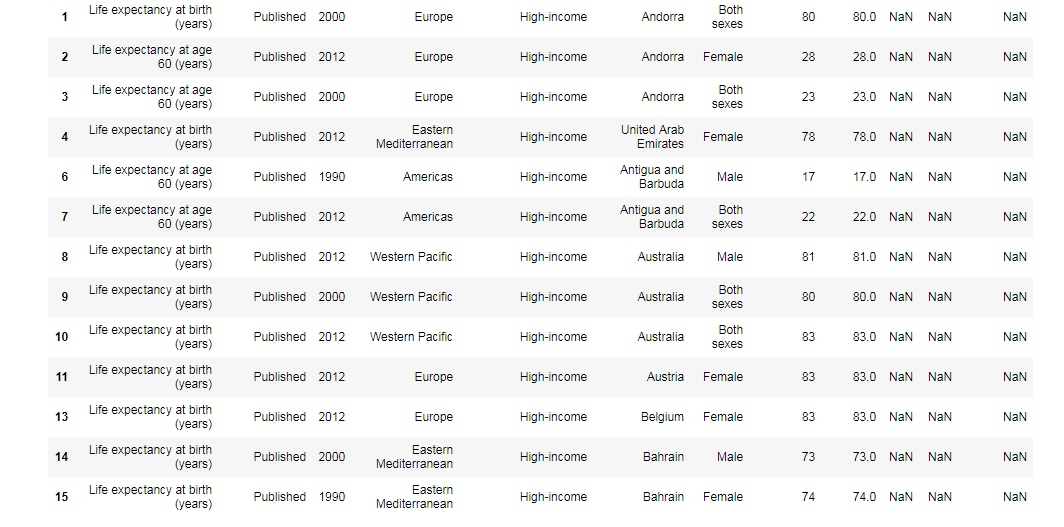 1 Life expectancy at birth (years) Published 2000 Europe High-income Andorra Both sexes 80 80.0 NaN NaN NaN
2 Life expectancy at age 60 (years) Published 2012 Europe High-income Andorra Female 28 28.0 NaN NaN NaN
3 Life expectancy at age 60 (years) Published 2000 Europe High-income Andorra Both sexes 23 23.0 NaN NaN NaN
4 Life expectancy at birth (years) Published 2012 Eastern Mediterranean High-income United Arab Emirates Female 78 78.0 NaN NaN NaN
6 Life expectancy at age 60 (years) Published 1990 Americas High-income Antigua and Barbuda Male 17 17.0 NaN NaN NaN
7 Life expectancy at age 60 (years) Published 2012 Americas High-income Antigua and Barbuda Both sexes 22 22.0 NaN NaN NaN
8 Life expectancy at birth (years) Published 2012 Western Pacific High-income Australia Male 81 81.0 NaN NaN NaN
9 Life expectancy at birth (years) Published 2000 Western Pacific High-income Australia Both sexes 80 80.0 NaN NaN NaN
10 Life expectancy at birth (years) Published 2012 Western Pacific High-income Australia Both sexes 83 83.0 NaN NaN NaN
11 Life expectancy at birth (years) Published 2012 Europe High-income Austria Female 83 83.0 NaN NaN NaN
13 Life expectancy at birth (years) Published 2012 Europe High-income Belgium Female 83 83.0 NaN NaN NaN
14 Life expectancy at birth (years) Published 2000 Eastern Mediterranean High-income Bahrain Male 73 73.0 NaN NaN NaN
15 Life expectancy at birth (years) Published 1990 Eastern Mediterranean High-income Bahrain Female 74 74.0 NaN NaN NaN